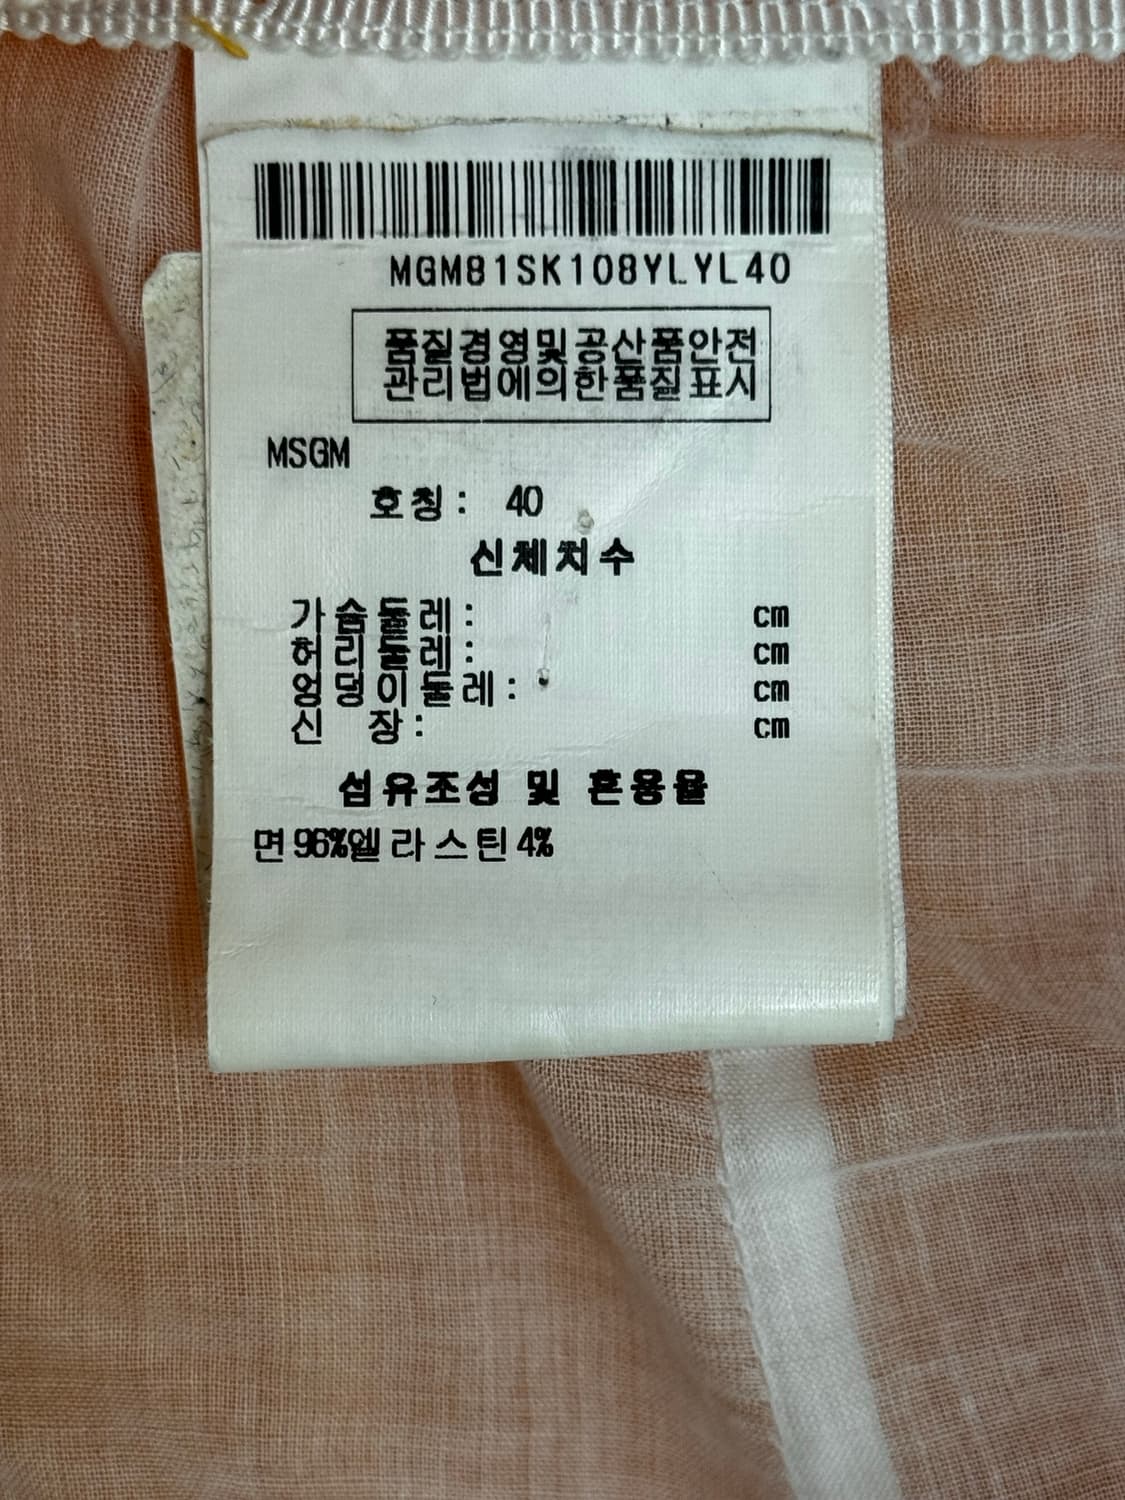 MGM81SK108YLYL40
품질경영및공산품안전
관리법에의한품질표시
MSGM
호칭: 40
신체치수
가슴둘레: cm
허리둘레: cm
엉덩이둘레: cm
신 장: cm
섬유조성 및 혼용율
면96%엘라스틴4%